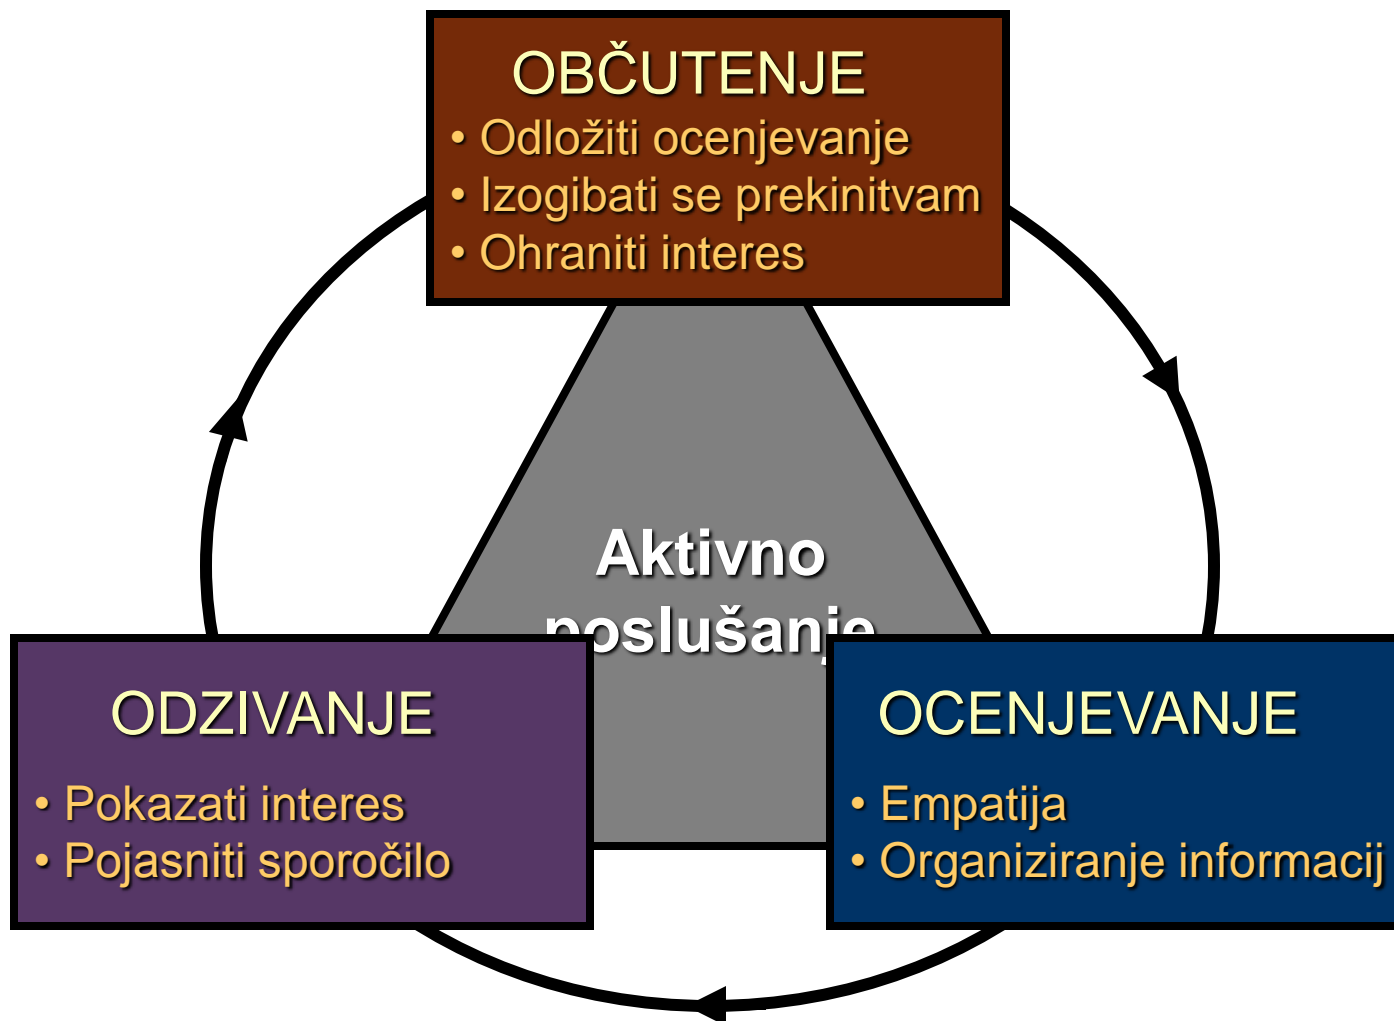 OBČUTENJE
• Odložiti ocenjevanje
• Izogibati se prekinitvam
• Ohraniti interes
Aktivno
poslušanje
ODZIVANJE
• Pokazati interes
• Pojasniti sporočilo
OCENJEVANJE
• Empatija
• Organiziranje informacij